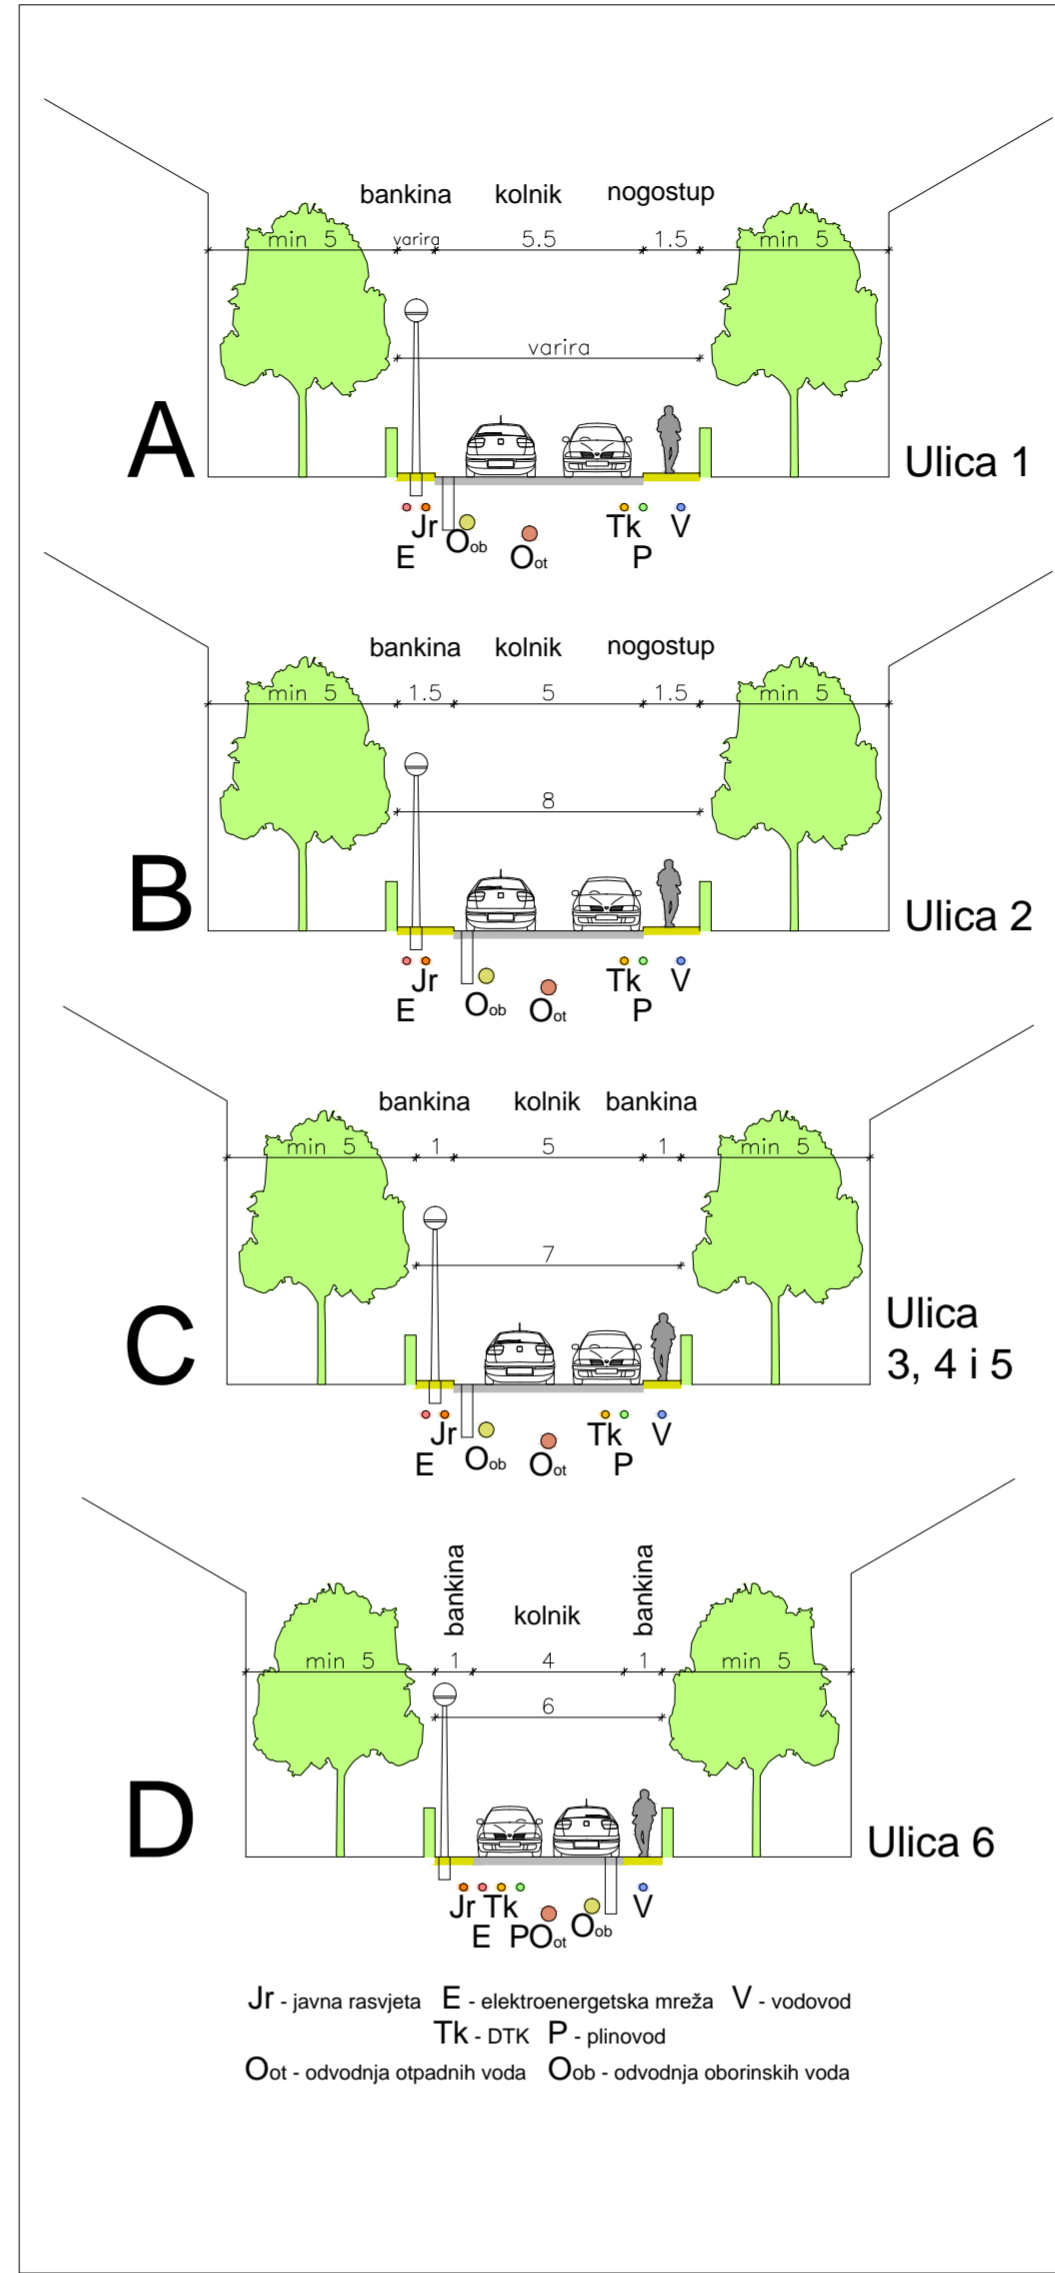 bankina kolnik nogostup
min 5 varira 5.5 1.5 min 5
varira
A Ulica 1
Jr Tk V
E Oob Oot P
bankina kolnik nogostup
min 5 1.5 5 1.5 min 5
8
B Ulica 2
Jr Tk V
E Oob Oot P
bankina kolnik bankina
min 5 1 5 1 min 5
7
C Ulica
3, 4 i 5
Jr Tk V
E Oob Oot P
bankina kolnik bankina
min 5 1 4 1 min 5
6
D Ulica 6
Jr Tk V
E P Oot Oob
Jr - javna rasvjeta E - elektroenergetska mreža V - vodovod
Tk - DTK P - plinovod
Oot - odvodnja otpadnih voda Oob - odvodnja oborinskih voda